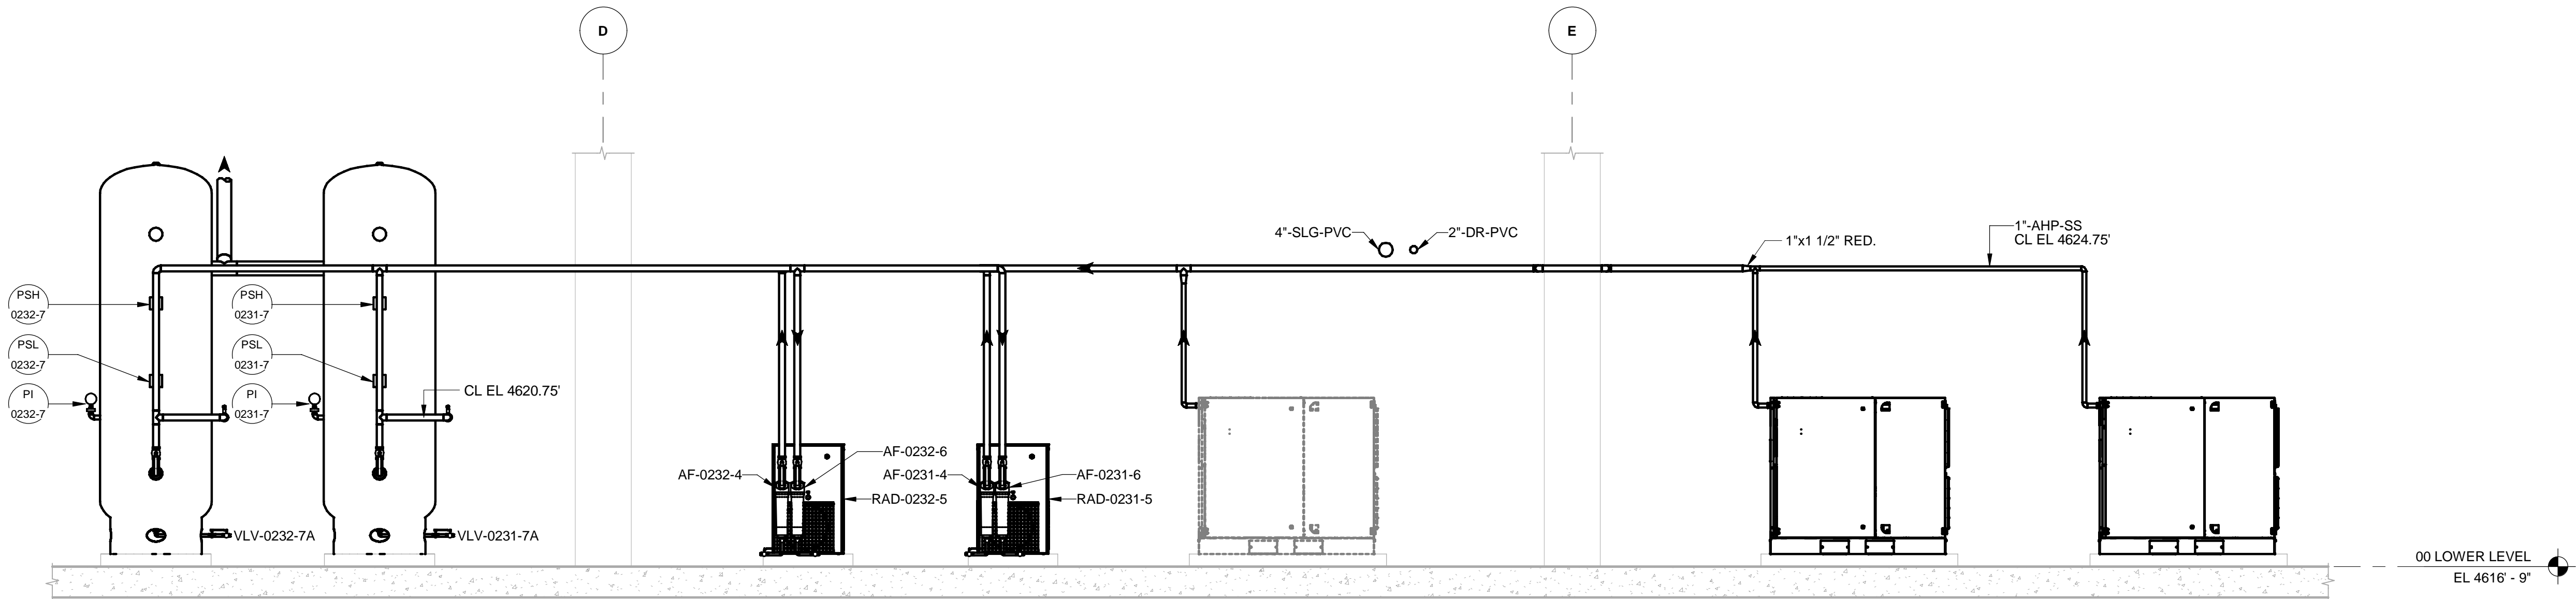 D
E
4"-SLG-PVC
2"-DR-PVC
1"x1 1/2" RED.
1"-AHP-SS
CL EL 4624.75'
PSH
0232-7
PSH
0231-7
PSL
0232-7
PSL
0231-7
PI
0232-7
PI
0231-7
CL EL 4620.75'
AF-0232-4
AF-0232-6
RAD-0232-5
AF-0231-4
AF-0231-6
RAD-0231-5
VLV-0232-7A
VLV-0231-7A
00 LOWER LEVEL
EL 4616' - 9"